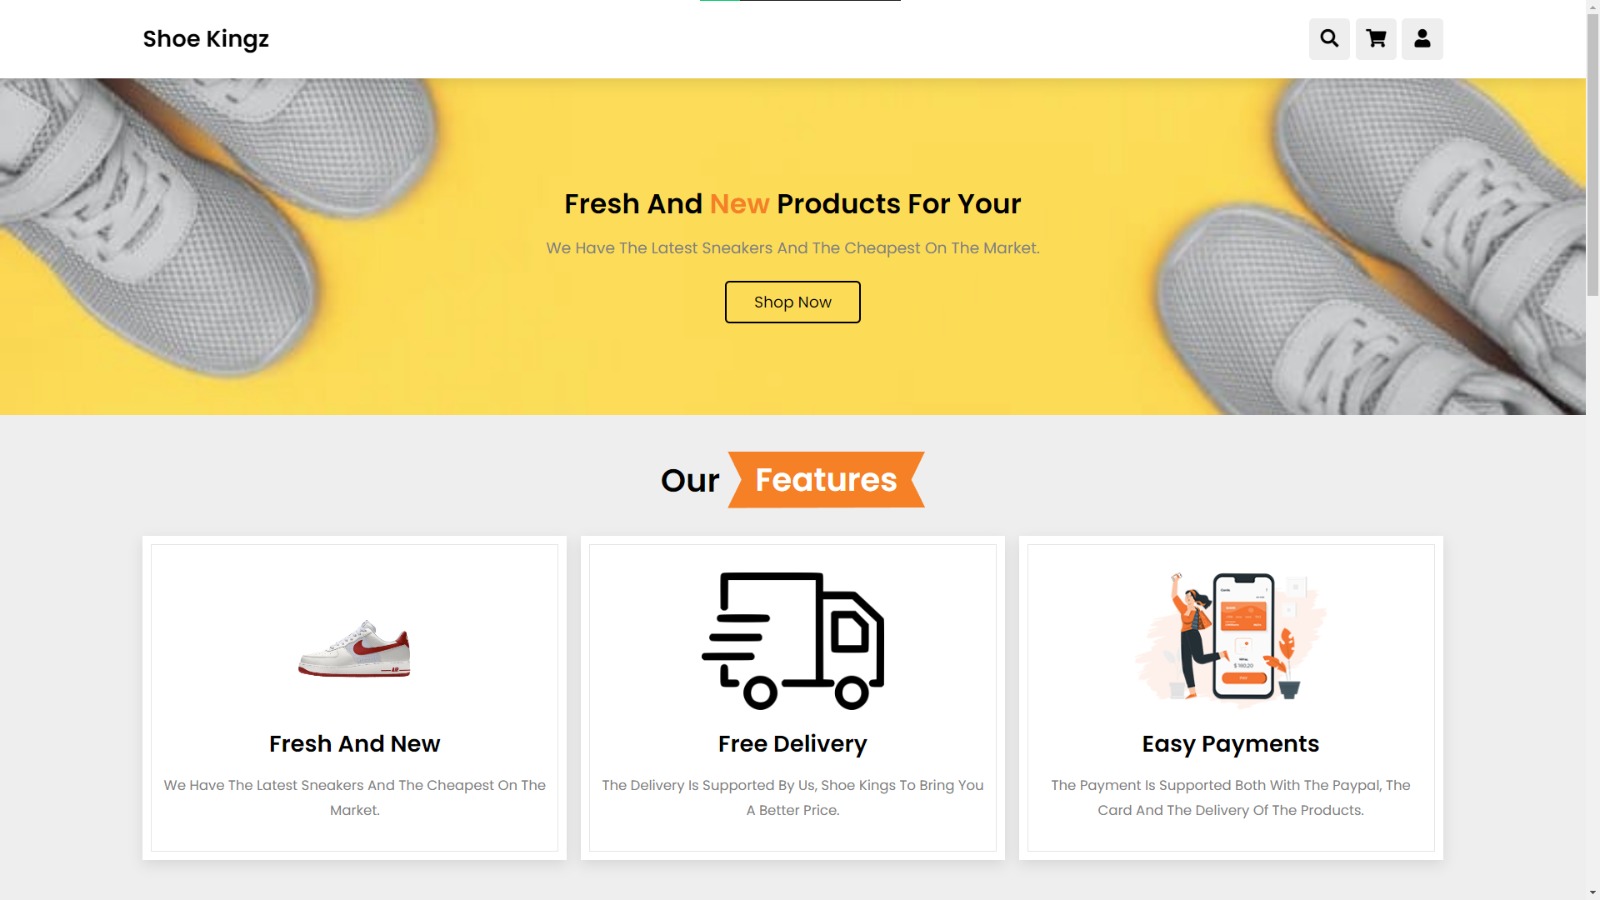 Shoe Kingz
Fresh And New Products For Your
We Have The Latest Sneakers And The Cheapest On The Market.
Shop Now
Our Features
Fresh And New
We Have The Latest Sneakers And The Cheapest On The
Market.
Free Delivery
The Delivery Is Supported By Us, Shoe Kings To Bring You
A Better Price.
Easy Payments
The Payment Is Supported Both With The Paypal, The
Card And The Delivery Of The Products.